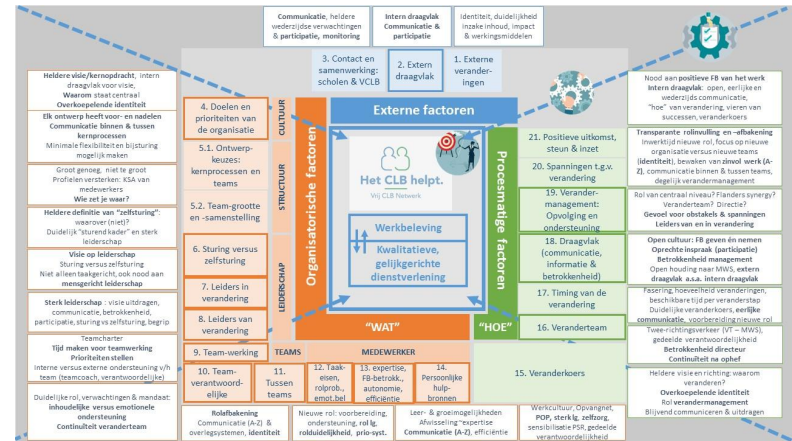 Communicatie, heldere
wederzijdse verwachtingen
& participatie, monitoring
Intern draagvlak
Communicatie &
participatie
Identiteit, duidelijkheid
inzake inhoud, impact
& werkingsmiddelen
3. Contact en
samenwerking:
scholen & VCLB
2. Extern
draagvlak
1. Externe
verander-
ingen
Heldere visie/kernopdracht, intern
draagvlak voor visie,
Waarom staat centraal
Overkoepelende identiteit
Elk ontwerp heeft voor- en nadelen
Communicatie binnen & tussen
kernprocessen
Minimale flexibiliteit en bijsturing
mogelijk maken
Groot genoeg, niet te groot
Profielen versterken: KSA van
medewerkers
Wie zet je waar?
Heldere definitie van "zelfsturing":
waarover (niet)?
Duidelijk "sturend kader" en sterk
leiderschap
Visie op leiderschap
Sturing versus zelfsturing
Niet alleen taakgericht, ook nood aan
mensgericht leiderschap
Sterk leiderschap : visie uitdragen,
communicatie, betrokkenheid,
participatie, sturing vs zelfsturing, begrip
Teamcharter
Tijd maken voor teamwerking
Prioriteiten stellen
Interne versus externe ondersteuning v/h
team (teamcoach, verantwoordelijke)
Duidelijke rol, verwachting & mandaat:
inhoudelijke versus emotionele
ondersteuning
Continuïteit veranderteam
4. Doelen en
prioriteiten van
de organisatie
5.1. Ontwerp-
keuzes:
kernprocessen en
teams
5.2. Team-grootte
en -samenstelling
6. Sturing versus
zelfsturing
7. Leiders in
verandering
8. Leiders van
verandering
9. Team-werking
10. Team-
verantwoord-
elijke
CULTUUR
STRUCTUUR
LEIDERSCHAP
TEAMS
Organisatorische factoren
Externe factoren
Het CLB helpt.
Vrij CLB Netwerk
Werkbeleving
Kwalitatieve,
gelijkgerichte
dienstverlening
Procesmatige factoren
"WAT"
"HOE"
MEDEWERKER
11.
Tussen
teams
12. Taak-
eisen,
rolprob.,
emot.bel
13. expertise,
FB-betrokk.,
autonomie,
efficiëntie
14.
Persoonlijke
hulp-
bronnen
21. Positieve uitkomst,
steun & inzet
20. Spanningen t.g.v.
verandering
19. Verander-
management:
Opvolging en
ondersteuning
18. Draagvlak
(communicatie,
informatie &
betrokkenheid)
17. Timing van de
verandering
16. Veranderteam
15. Veranderkoers
Nood aan positieve FB van het werk
Intern draagvlak: open, eerlijke en
wederzijds communicatie,
"hoe" van verandering, vieren van
successen, veranderkoers
Transparante rolinvulling en –afbakening
Inwerktijd nieuwe rol, focus op nieuwe
organisatie versus nieuwe teams
(identiteit), bewaken van zinvol werk (A-
Z), communicatie binnen & tussen teams,
degelijk verandermanagement
Rol van centraal niveau? Flanders synergy?
Veranderteam? Directie?
Gevoel voor obstakels & spanningen
Leiders van en in verandering
Open cultuur: FB geven én nemen
Oprechte inspraak (participatie)
Betrokkenheid management
Open houding naar MWS, extern
draagvlak a.s.a. intern draagvlak
Fasering, hoeveelheid veranderingen,
beschikbare tijd per veranderstap
Duidelijke veranderkoers, eerlijke
communicatie, voorbereiding nieuwe rol
Twee-richtingsverkeer (VT – MWS),
gedeelde verantwoordelijkheid
Betrokkenheid directeur
Continuïteit na ophef
Heldere visie en richting: waarom
veranderen?
Overkoepelende identiteit
Rol verandermanagement
Blijvend communiceren & uitdragen
Rolafbakening
Communicatie (A-Z) &
overlegsystemen, identiteit
Nieuwe rol: voorbereiding,
ondersteuning, rol lg,
rolduidelijkheid, prio-syst.
Leer- & groeimogelijkheden
Afwisseling ~expertise
Communicatie (A-Z), efficiëntie
Werkcultuur, Opvangnet,
POP, sterk lg, zelfzorg,
sensibilisatie PSR, gedeelde
verantwoordelijkheid